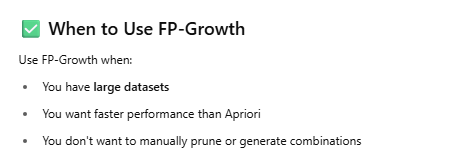 ✅ When to Use FP-Growth
Use FP-Growth when:
• You have large datasets
• You want faster performance than Apriori
• You don't want to manually prune or generate combinations